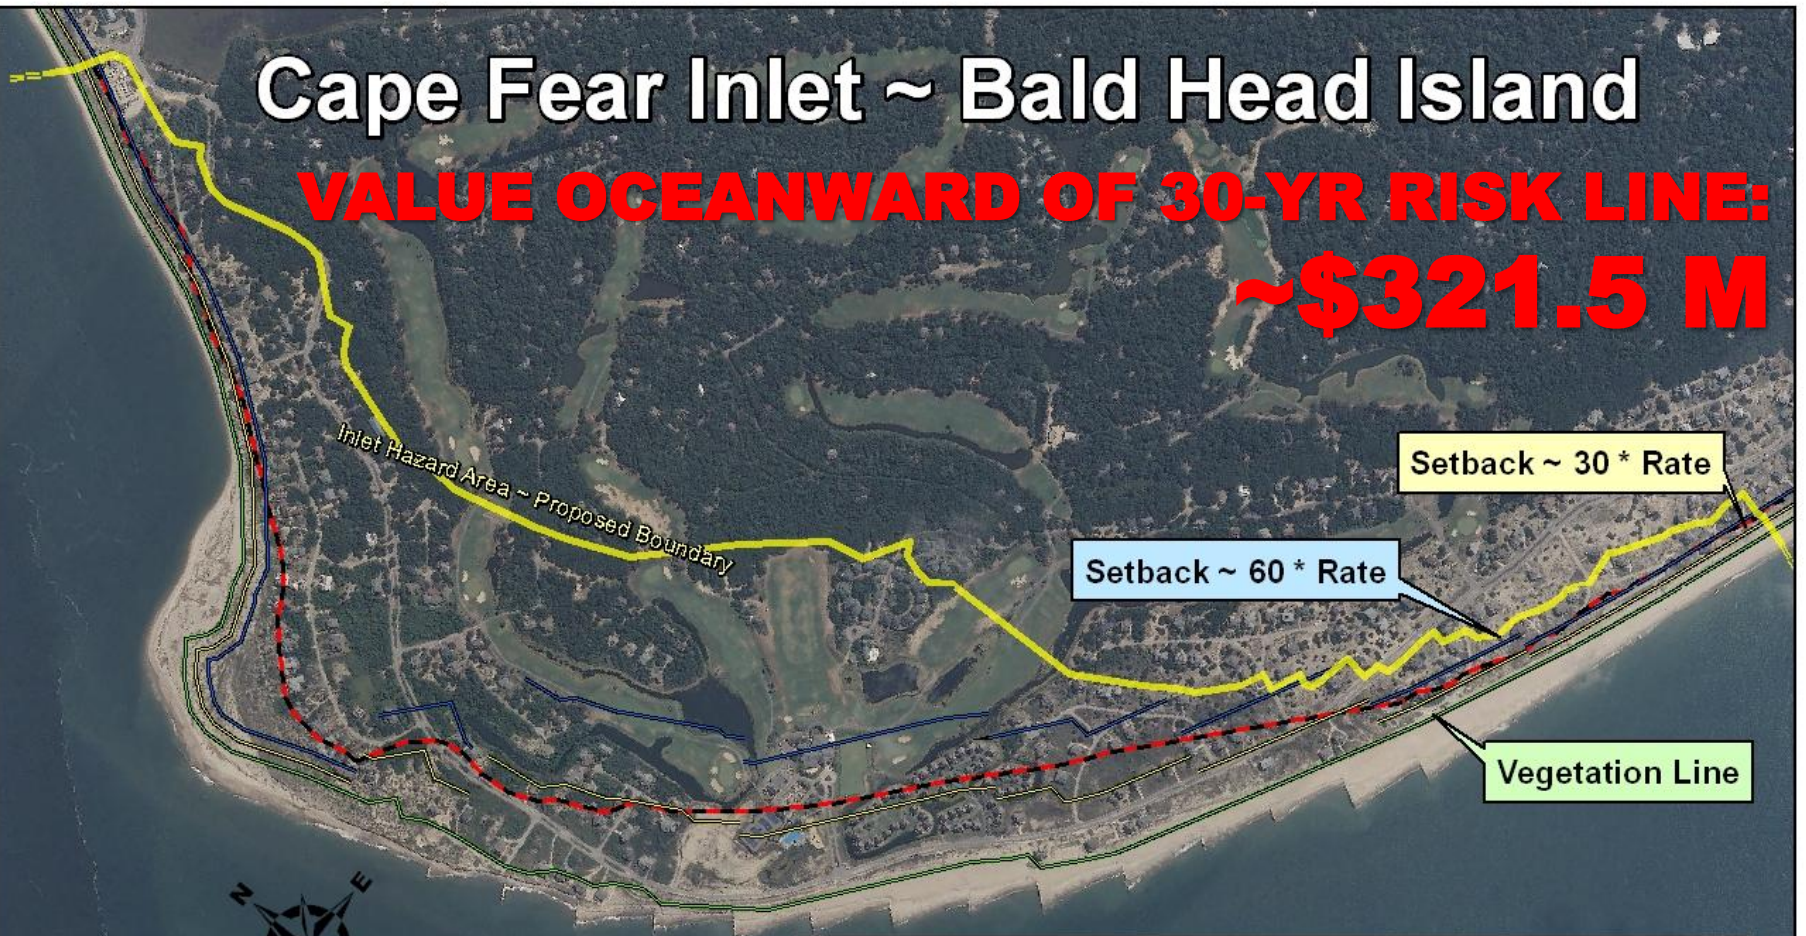 Cape Fear Inlet ~ Bald Head Island
VALUE OCEANWARD OF 30-YR RISK LINE:
~$321.5 M
Inlet Hazard Area ~ Proposed Boundary
Setback ~ 30 * Rate
Setback ~ 60 * Rate
Vegetation Line
N
E